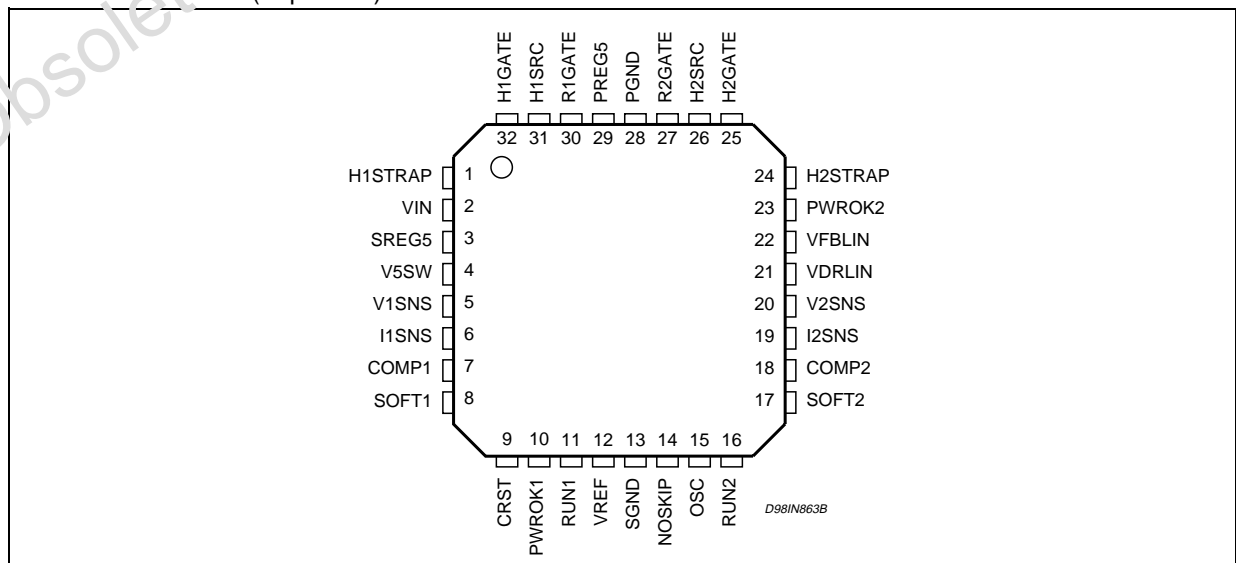 H1GATE
H1SRC
R1GATE
PREG5
PGND
R2GATE
H2SRC
H2GATE
32 31 30 29 28 27 26 25
H1STRAP 1
VIN 2
SREG5 3
V5SW 4
V1SNS 5
I1SNS 6
COMP1 7
SOFT1 8
24 H2STRAP
23 PWROK2
22 VFBLIN
21 VDRLIN
20 V2SNS
19 I2SNS
18 COMP2
17 SOFT2
9 10 11 12 13 14 15 16
CRST
PWROK1
RUN1
VREF
SGND
NOSKIP
OSC
RUN2
D98IN863B